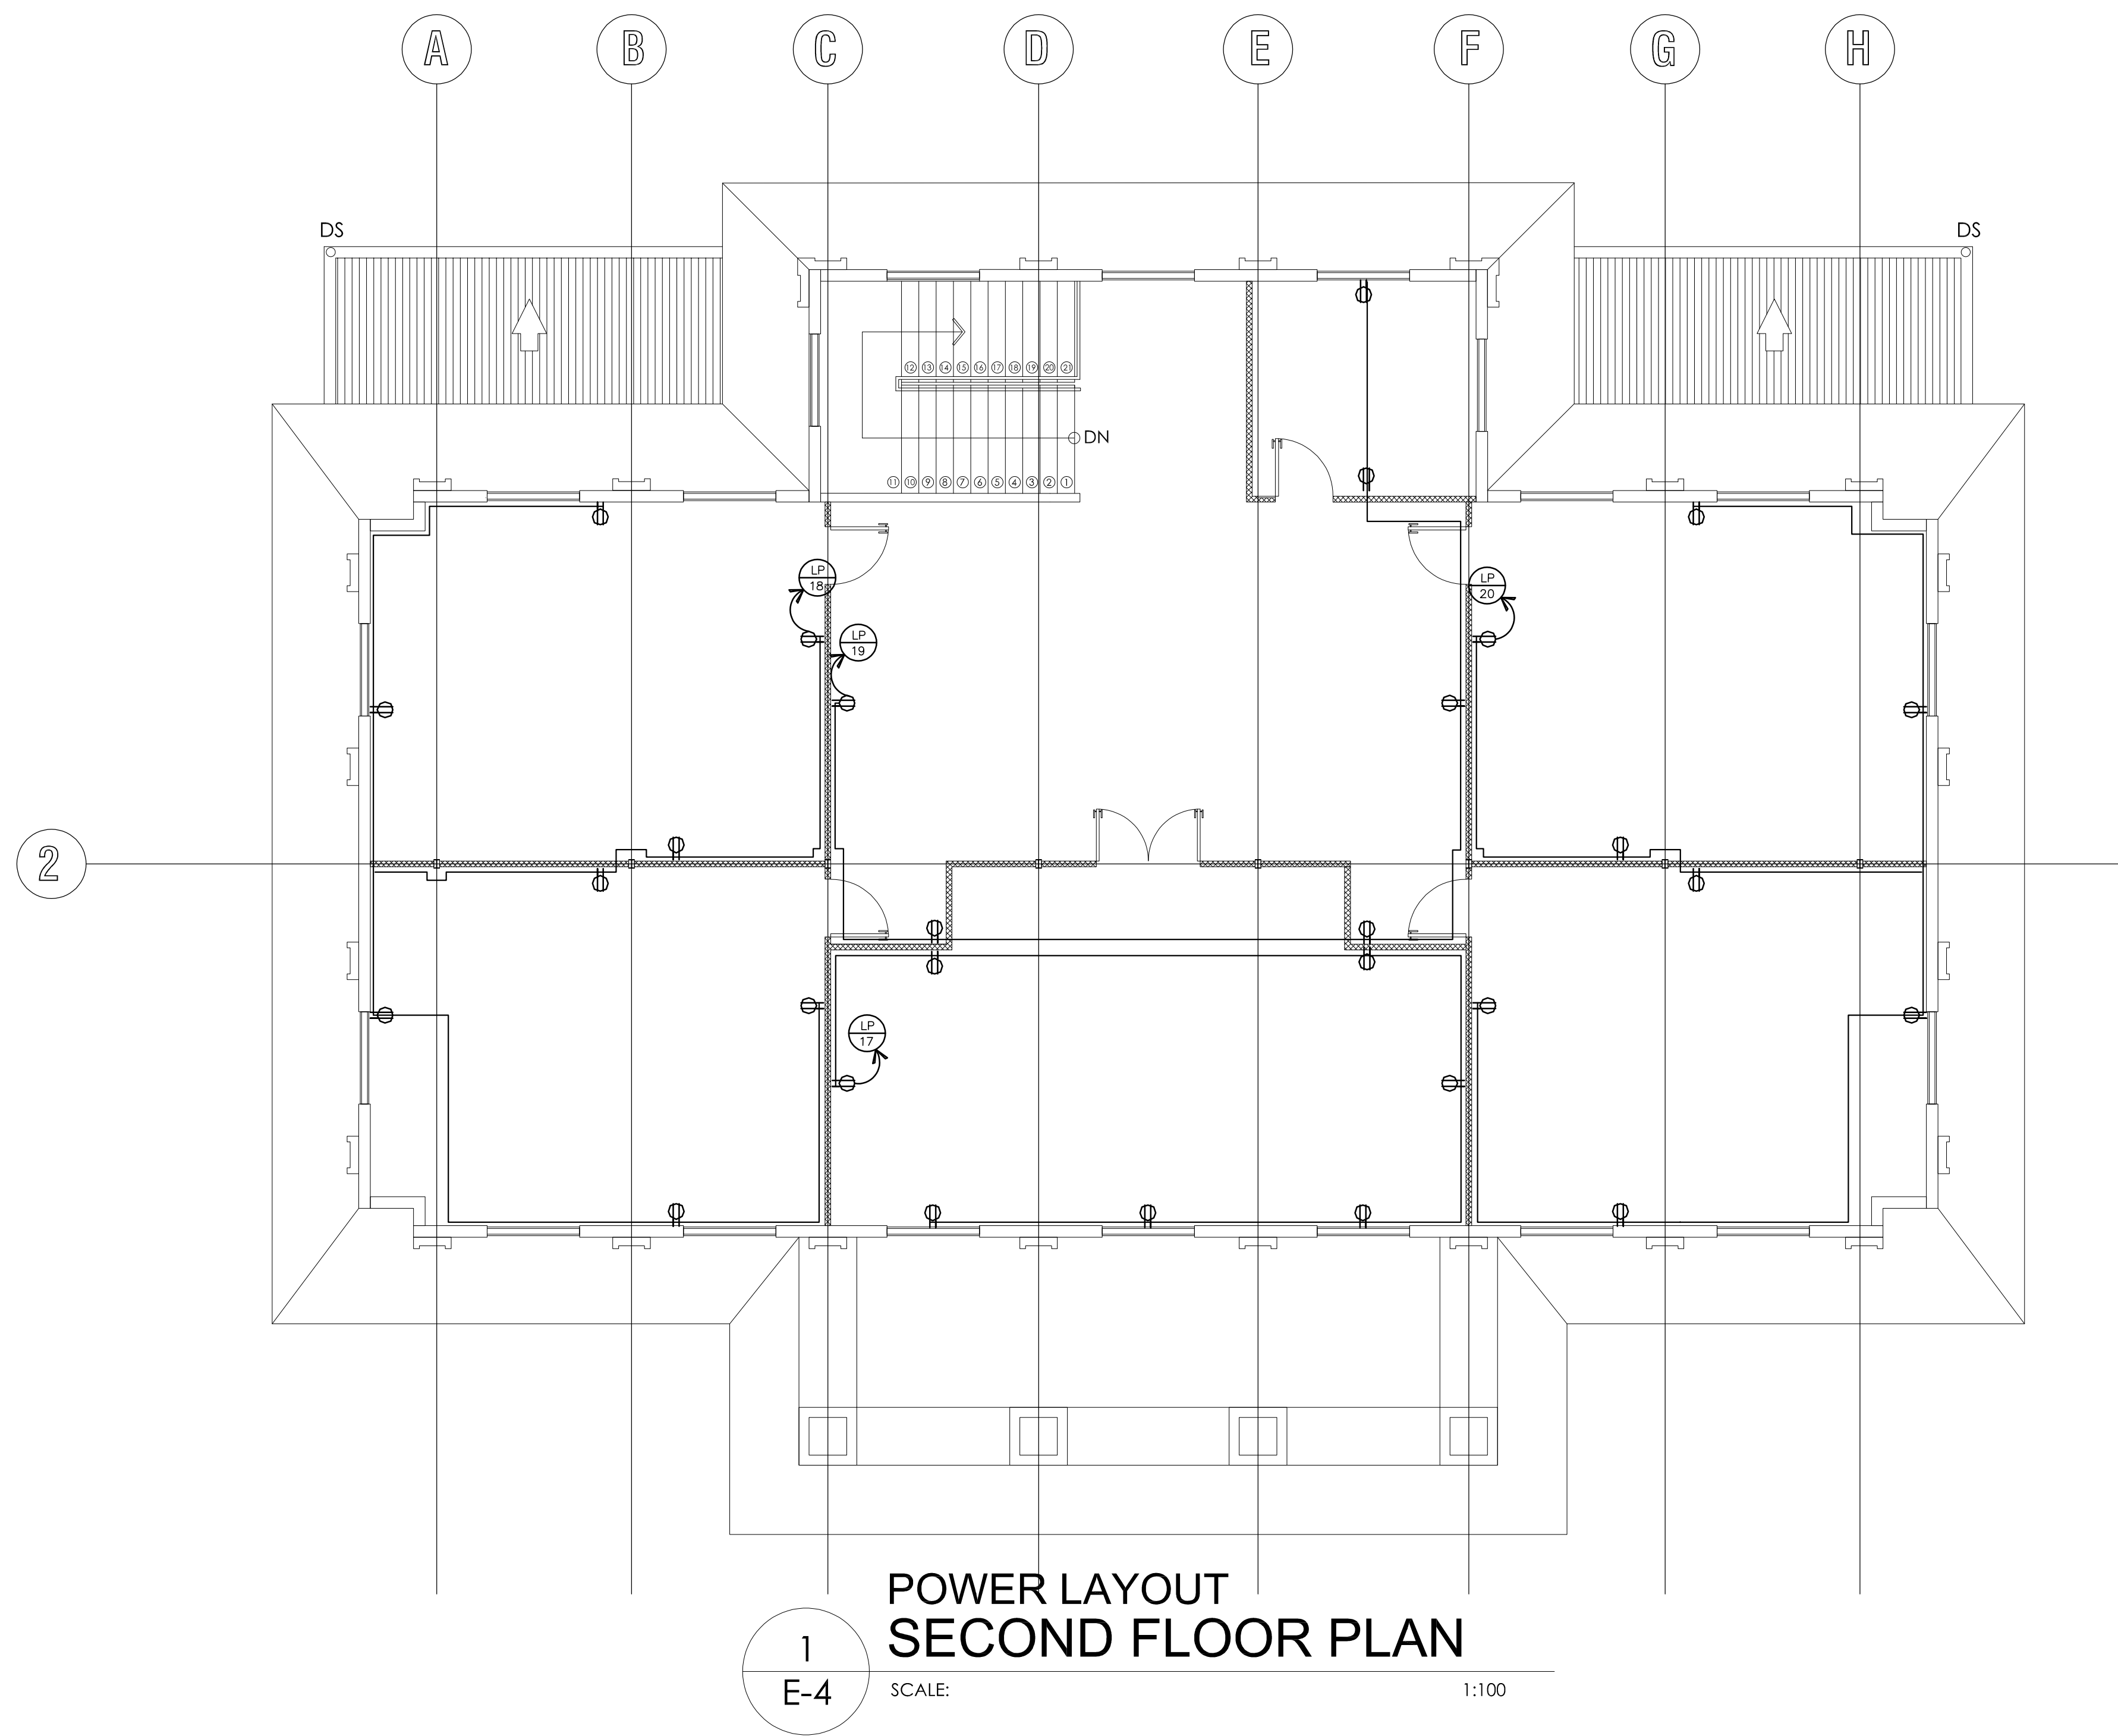 A B C D E F G H
DS DS
12 13 14 15 16 17 18 19 20 21
DN
11 10 9 8 7 6 5 4 3 2 1
LP
18
LP
20
LP
19
2
LP
17
POWER LAYOUT
SECOND FLOOR PLAN
1
E-4
SCALE: 1:100